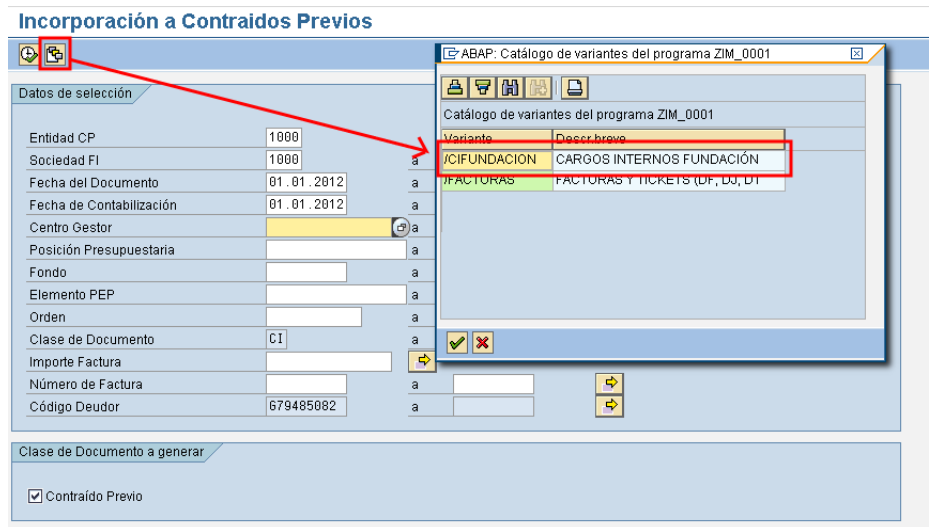 Incorporación a Contraidos Previos
ABAP: Catálogo de variantes del programa ZIM_0001
Catálogo de variantes del programa ZIM_0001
Variante Descr.breve
/CIFUNDACION CARGOS INTERNOS FUNDACIÓN
/FACTURAS FACTURAS Y TICKETS (DF, DJ, DT
Datos de selección
Entidad CP 1000
Sociedad FI 1000 a
Fecha del Documento 01.01.2012 a
Fecha de Contabilización 01.01.2012 a
Centro Gestor a
Posición Presupuestaria a
Fondo a
Elemento PEP a
Orden a
Clase de Documento CI a
Importe Factura
Número de Factura a
Código Deudor 679485082 a
Clase de Documento a generar
Contraído Previo